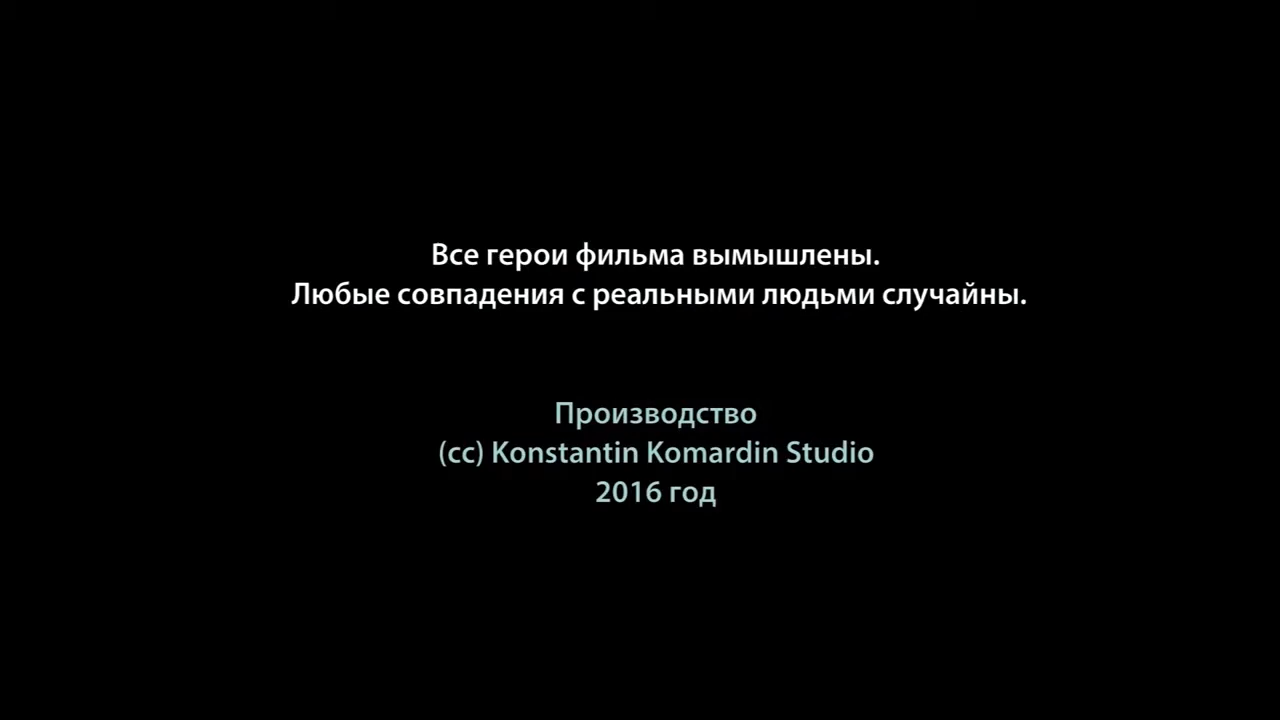 Все герои фильма вымышлены.
Любые совпадения с реальными людьми случайны.
Производство
(cc) Konstantin Komardin Studio
2016 год